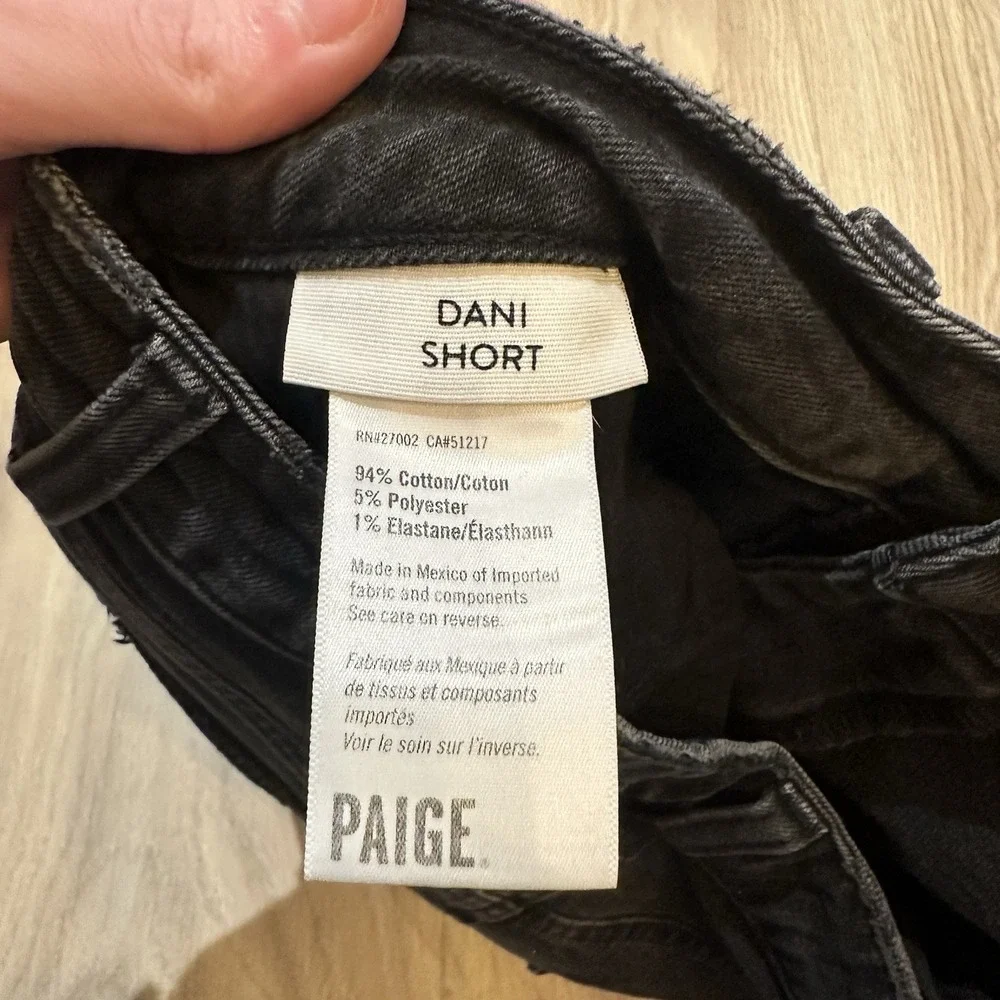 DANI
SHORT
RN#27002 CA#51217
94% Cotton/Coton
5% Polyester
1% Elastane/Élasthann
Made in Mexico of Imported
fabric and components
See care on reverse.
Fabriqué aux Mexique à partir
de tissus et composants
importés
Voir le soin sur l'inverse.
PAIGE